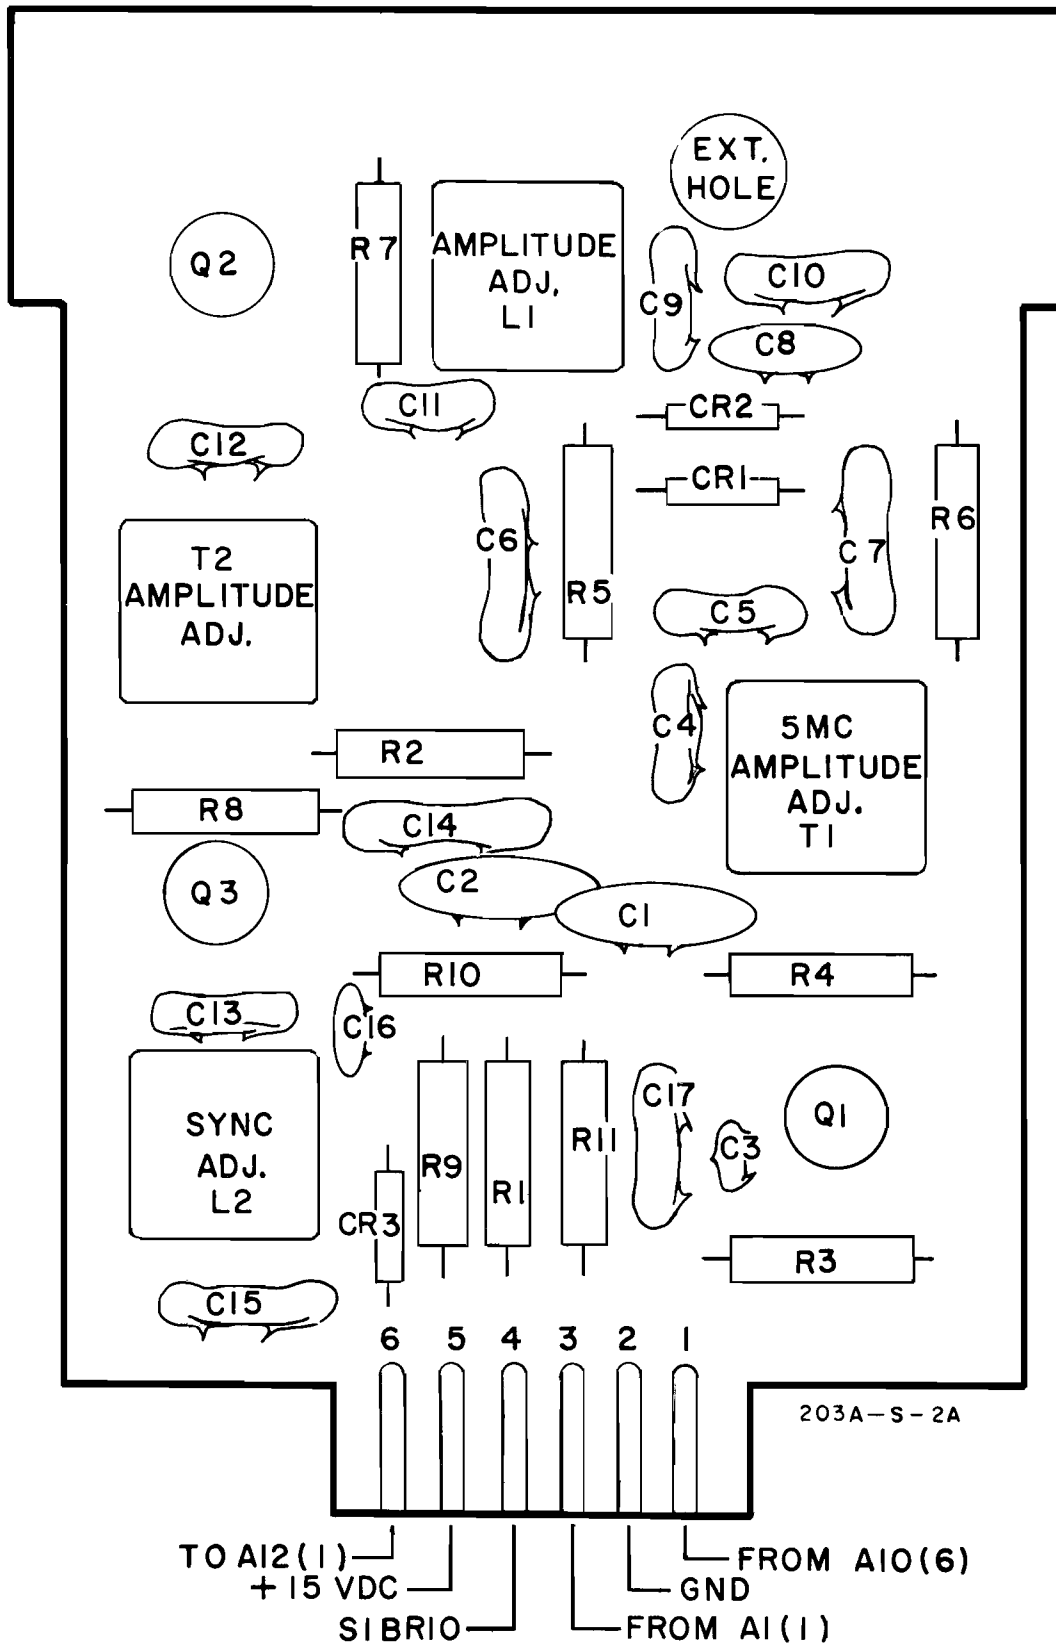 EXT.
HOLE
Q2
R7
AMPLITUDE
ADJ.
L1
C9
C10
C8
C11
CR2
C12
CR1
C6
R5
C7
R6
T2
AMPLITUDE
ADJ.
C5
C4
5MC
AMPLITUDE
ADJ.
T1
R2
R8
C14
C2
Q3
C1
R10
R4
C13
C16
C17
Q1
SYNC
ADJ.
L2
R9
R1
R11
C3
CR3
R3
C15
6 5 4 3 2 1
203A-S-2A
TO A12(1)
FROM A10(6)
+15 VDC
GND
S1BR10
FROM A1(1)